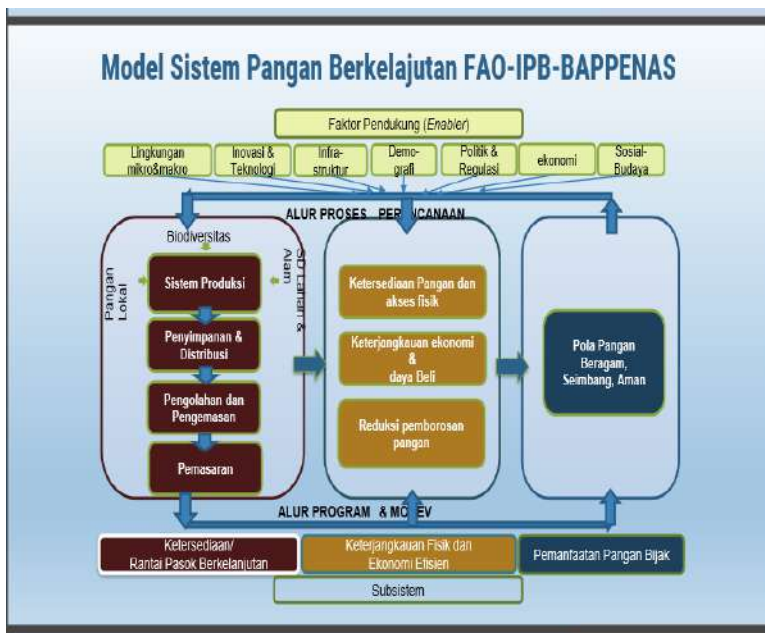 Model Sistem Pangan Berkelajutan FAO-IPB-BAPPENAS
Faktor Pendukung (Enabler)
Lingkungan
mikro&makro
Inovasi &
Teknologi
Infra-
struktur
Demo-
grafi
Politik &
Regulasi
ekonomi
Sosial-
Budaya
ALUR PROSES PERENCANAAN
Biodiversitas
Pangan
Lokal
SD Lahan &
Alam
Sistem Produksi
Penyimpanan &
Distribusi
Pengolahan dan
Pengemasan
Pemasaran
Ketersediaan Pangan dan
akses fisik
Keterjangkauan ekonomi
&
daya Beli
Reduksi pemborosan
pangan
Pola Pangan
Beragam,
Seimbang, Aman
ALUR PROGRAM & MONEV
Ketersediaan/
Rantai Pasok Berkelanjutan
Keterjangkauan Fisik dan
Ekonomi Efisien
Pemanfaatan Pangan Bijak
Subsistem